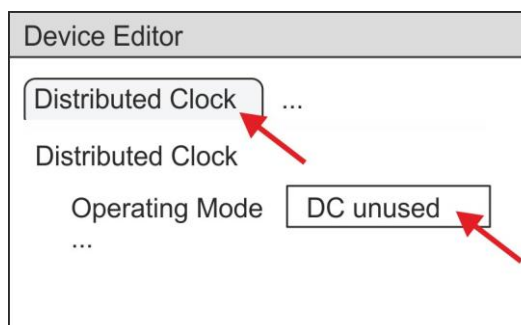 Device Editor
Distributed Clock ...
Distributed Clock
Operating Mode DC unused
...